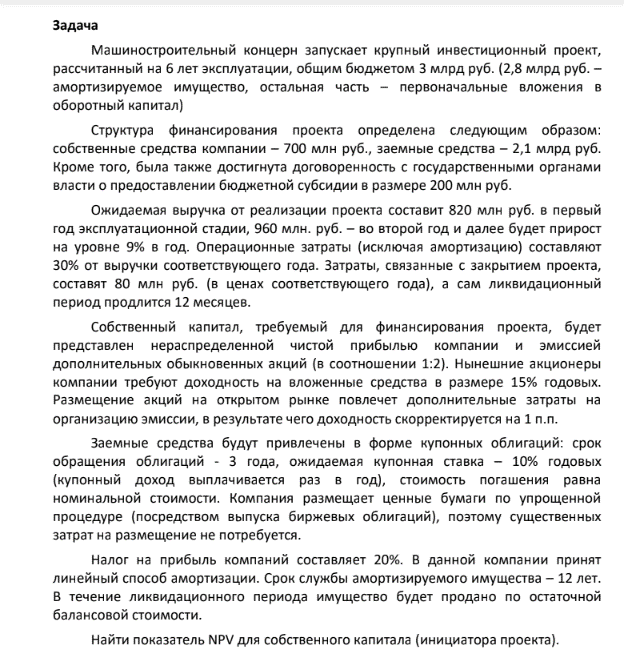 Задача
Машиностроительный концерн запускает крупный инвестиционный проект,
рассчитанный на 6 лет эксплуатации, общим бюджетом 3 млрд руб. (2,8 млрд руб. –
амортизируемое имущество, остальная часть – первоначальные вложения в
оборотный капитал)
Структура финансирования проекта определена следующим образом:
собственные средства компании – 700 млн руб., заемные средства – 2,1 млрд руб.
Кроме того, была также достигнута договоренность с государственными органами
власти о предоставлении бюджетной субсидии в размере 200 млн руб.
Ожидаемая выручка от реализации проекта составит 820 млн руб. в первый
год эксплуатационной стадии, 960 млн. руб. – во второй год и далее будет прирост
на уровне 9% в год. Операционные затраты (исключая амортизацию) составляют
30% от выручки соответствующего года. Затраты, связанные с закрытием проекта,
составят 80 млн руб. (в ценах соответствующего года), а сам ликвидационный
период продлится 12 месяцев.
Собственный капитал, требуемый для финансирования проекта, будет
представлен нераспределенной чистой прибылью компании и эмиссией
дополнительных обыкновенных акций (в соотношении 1:2). Нынешние акционеры
компании требуют доходность на вложенные средства в размере 15% годовых.
Размещение акций на открытом рынке повлечет дополнительные затраты на
организацию эмиссии, в результате чего доходность скорректируется на 1 п.п.
Заемные средства будут привлечены в форме купонных облигаций: срок
обращения облигаций - 3 года, ожидаемая купонная ставка – 10% годовых
(купонный доход выплачивается раз в год), стоимость погашения равна
номинальной стоимости. Компания размещает ценные бумаги по упрощенной
процедуре (посредством выпуска биржевых облигаций), поэтому существенных
затрат на размещение не потребуется.
Налог на прибыль компаний составляет 20%. В данной компании принят
линейный способ амортизации. Срок службы амортизируемого имущества – 12 лет.
В течение ликвидационного периода имущество будет продано по остаточной
балансовой стоимости.
Найти показатель NPV для собственного капитала (инициатора проекта).